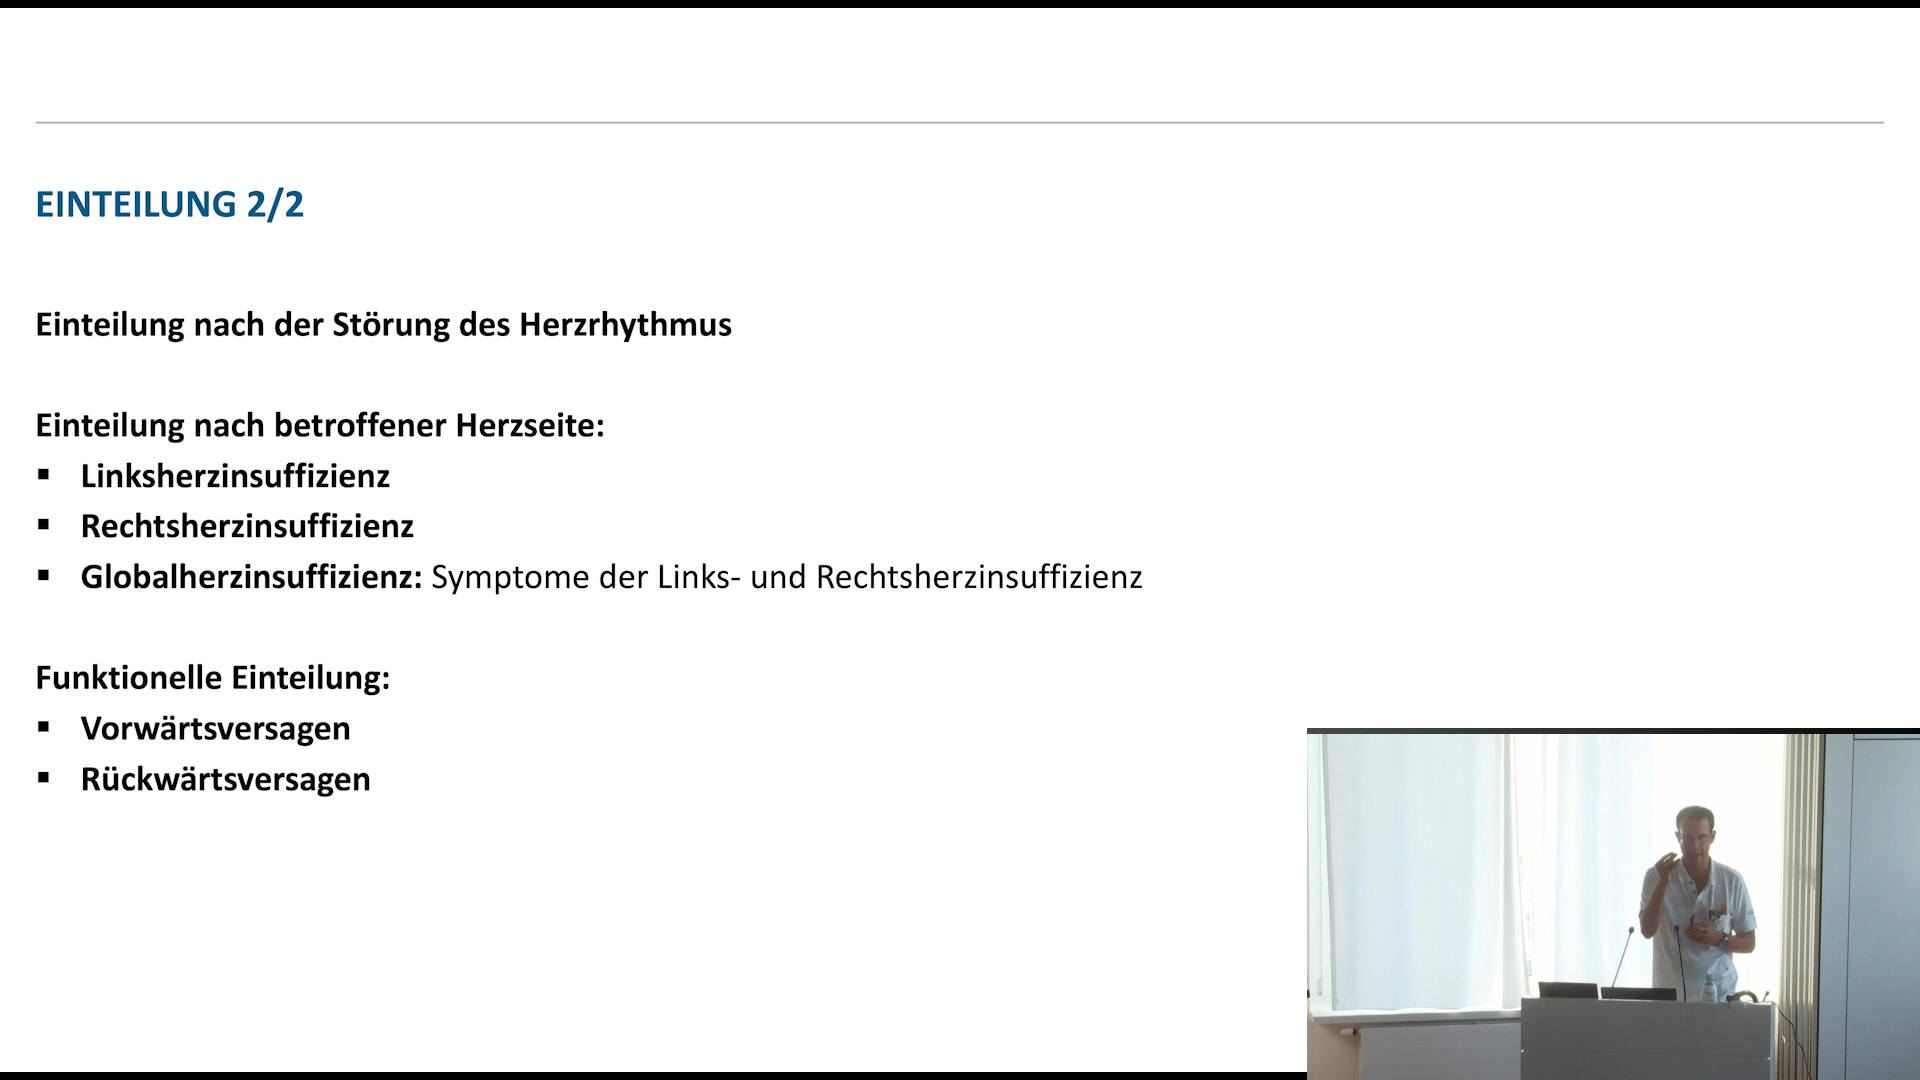 EINTEILUNG 2/2
Einteilung nach der Störung des Herzrhythmus
Einteilung nach betroffener Herzseite:
▪ Linksherzinsuffizienz
▪ Rechtsherzinsuffizienz
▪ Globalherzinsuffizienz: Symptome der Links- und Rechtsherzinsuffizienz
Funktionelle Einteilung:
▪ Vorwärtsversagen
▪ Rückwärtsversagen